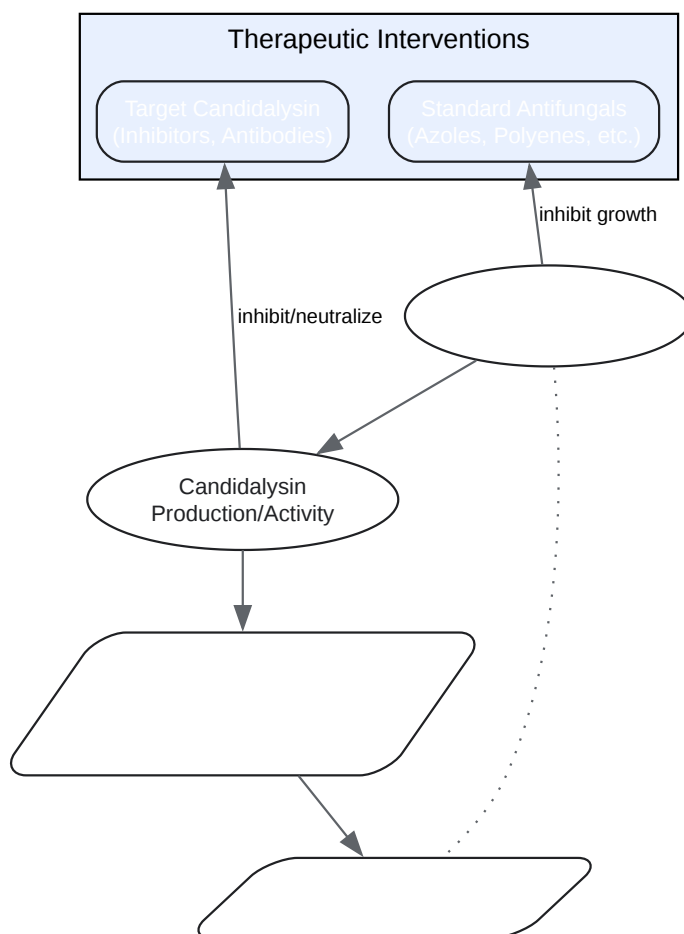 Therapeutic Interventions
Target Candidalysin
(Inhibitors, Antibodies)
Standard Antifungals
(Azoles, Polyenes, etc.)
inhibit growth
inhibit/neutralize
Candidalysin
Production/Activity